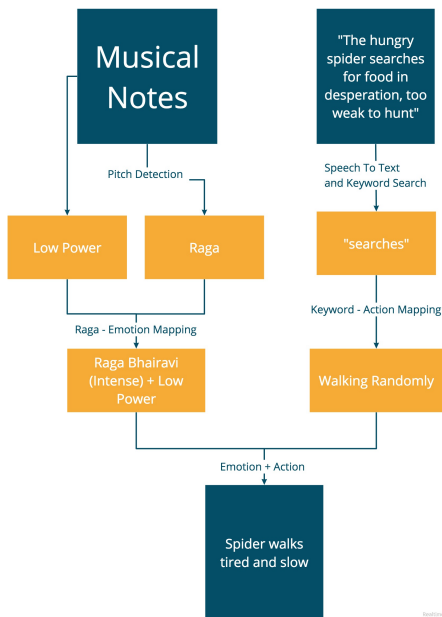 Musical
Notes
"The hungry
spider searches
for food in
desperation, too
weak to hunt"
Pitch Detection
Speech To Text
and Keyword Search
Low Power
Raga
"searches"
Raga - Emotion Mapping
Keyword - Action Mapping
Raga Bhairavi
(Intense) + Low
Power
Walking Randomly
Emotion + Action
Spider walks
tired and slow